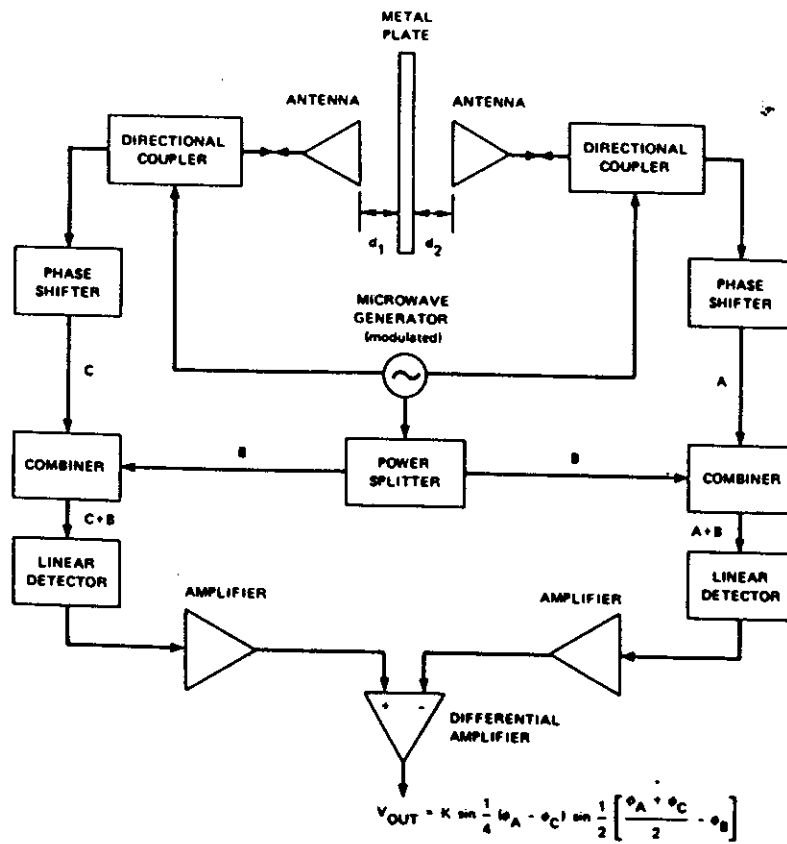 METAL
PLATE
ANTENNA
ANTENNA
DIRECTIONAL
COUPLER
DIRECTIONAL
COUPLER
d1
d2
PHASE
SHIFTER
MICROWAVE
GENERATOR
(modulated)
PHASE
SHIFTER
C
A
COMBINER
B
POWER
SPLITTER
B
COMBINER
C+B
A+B
LINEAR
DETECTOR
LINEAR
DETECTOR
AMPLIFIER
AMPLIFIER
+ -
DIFFERENTIAL
AMPLIFIER
VOUT = K sin 1/4 (ϕA - ϕC) sin 1/2 [(ϕA + ϕC)/2 - ϕB]